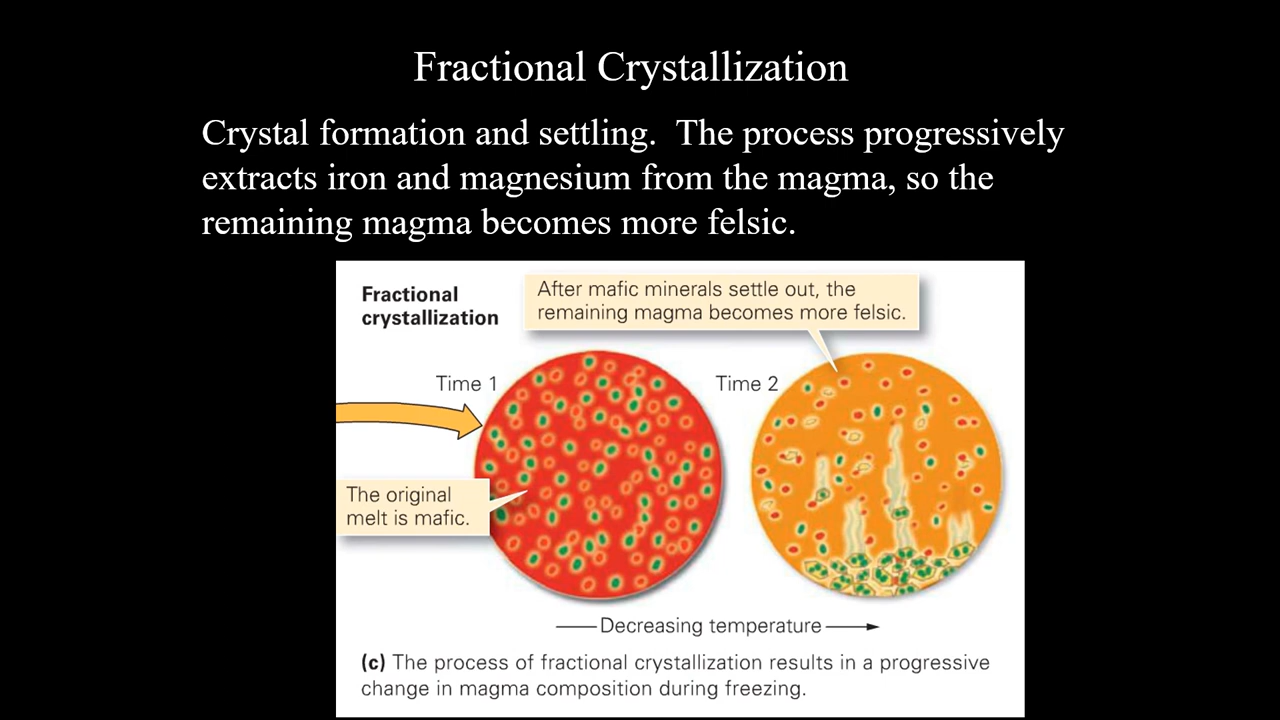 Fractional Crystallization
Crystal formation and settling.  The process progressively
extracts iron and magnesium from the magma, so the
remaining magma becomes more felsic.
Fractional
crystallization
After mafic minerals settle out, the
remaining magma becomes more felsic.
Time 1
Time 2
The original
melt is mafic.
Decreasing temperature
(c) The process of fractional crystallization results in a progressive
change in magma composition during freezing.